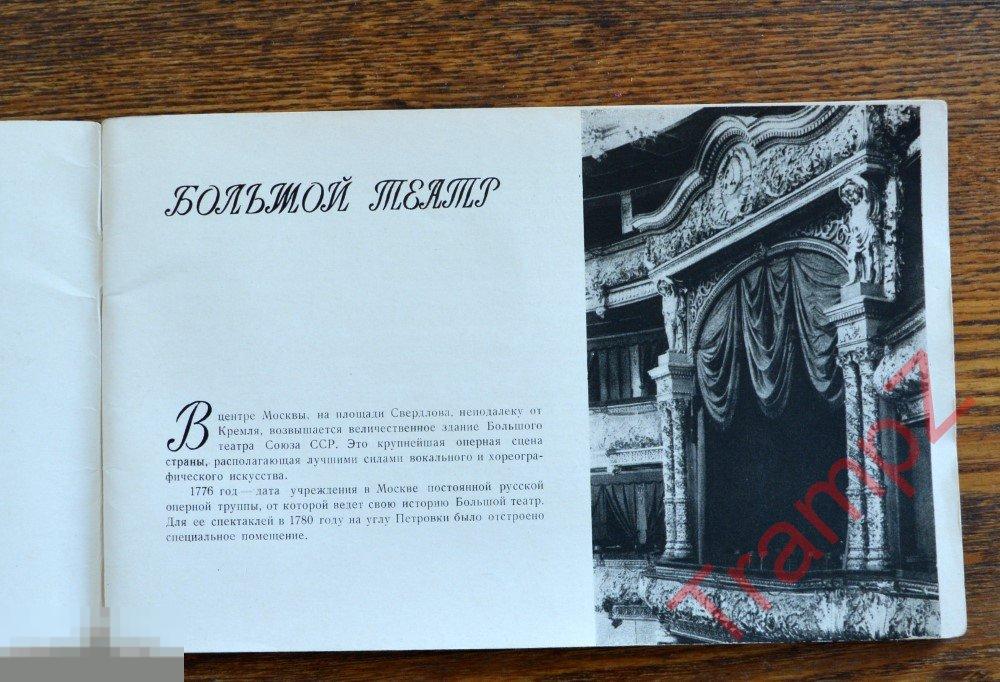 БОЛЬШОЙ ТЕАТР
В центре Москвы, на площади Свердлова, неподалеку от
Кремля, возвышается величественное здание Большого
театра Союза ССР. Это крупнейшая оперная сцена
страны, располагающая лучшими силами вокального и хореогра-
фического искусства.
1776 год — дата учреждения в Москве постоянной русской
оперной труппы, от которой ведет свою историю Большой театр.
Для ее спектаклей в 1780 году на углу Петровки было отстроено
специальное помещение.
TrampZ